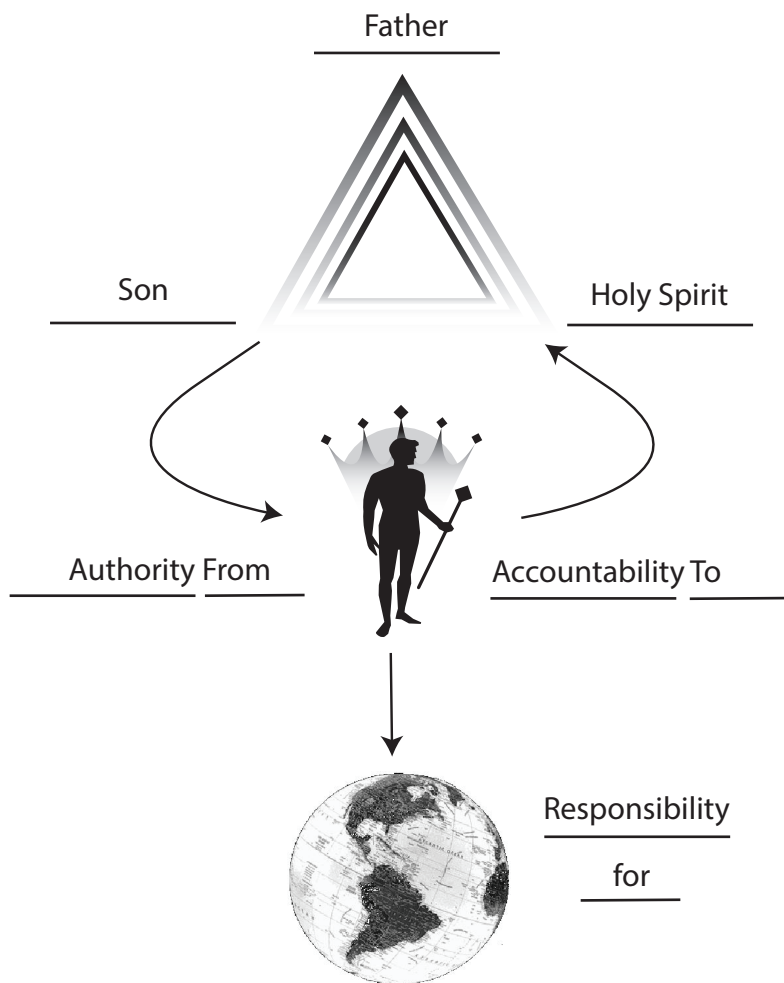 Father
Son
Holy Spirit
Authority From
Accountability To
Responsibility
for